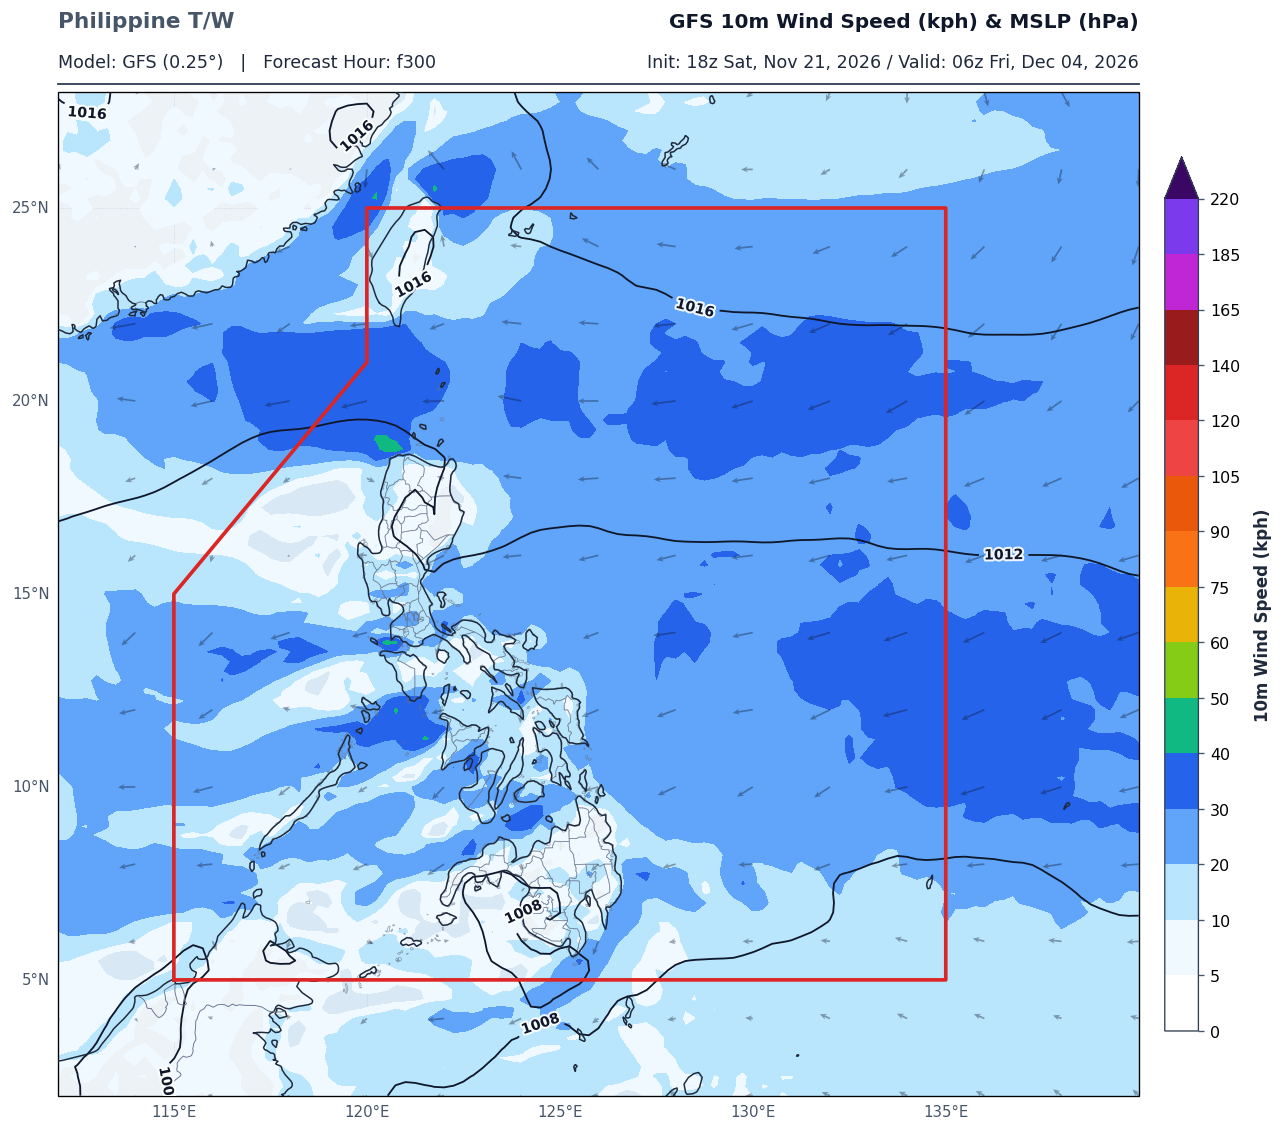 Philippine T/W
GFS 10m Wind Speed (kph) & MSLP (hPa)
Model: GFS (0.25°)   |   Forecast Hour: f300
Init: 18z Sat, Nov 21, 2026 / Valid: 06z Fri, Dec 04, 2026
1016
1016
1016
1016
1012
1008
1008
100
25°N
20°N
15°N
10°N
5°N
115°E
120°E
125°E
130°E
135°E
220
185
165
140
120
105
90
75
60
50
40
30
20
10
5
0
10m Wind Speed (kph)